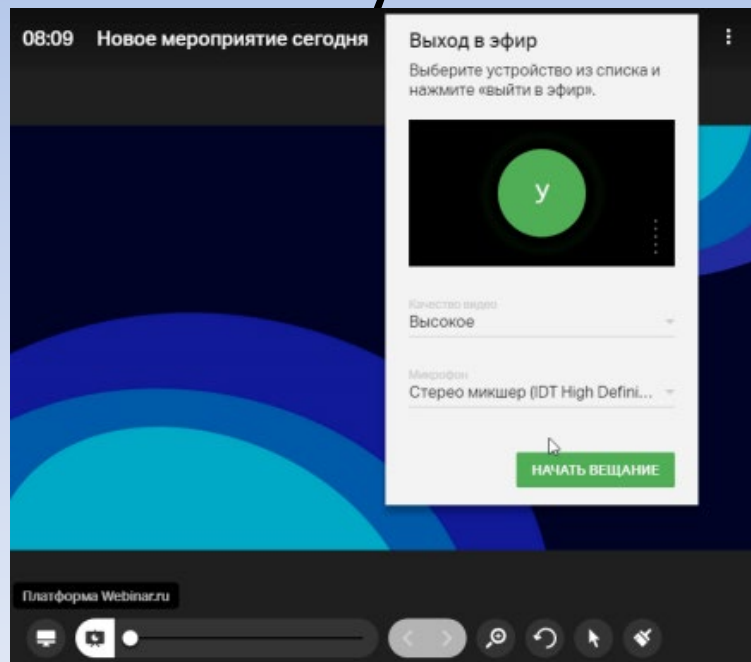 08:09 Новое мероприятие сегодня
Выход в эфир
Выберите устройство из списка и
нажмите «выйти в эфир».
У
Качество видео
Высокое
Микрофон
Стерео микшер (IDT High Defini...
НАЧАТЬ ВЕЩАНИЕ
Платформа Webinar.ru